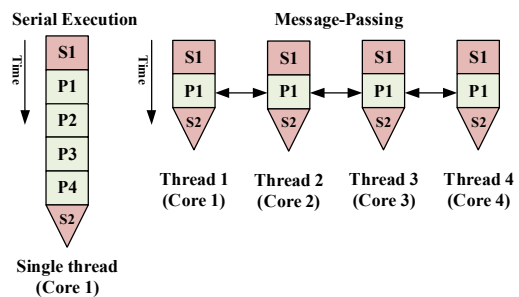 Serial Execution
Time
S1
P1
P2
P3
P4
S2
Single thread
(Core 1)
Message-Passing
Time
S1
P1
S2
Thread 1
(Core 1)
S1
P1
S2
Thread 2
(Core 2)
S1
P1
S2
Thread 3
(Core 3)
S1
P1
S2
Thread 4
(Core 4)